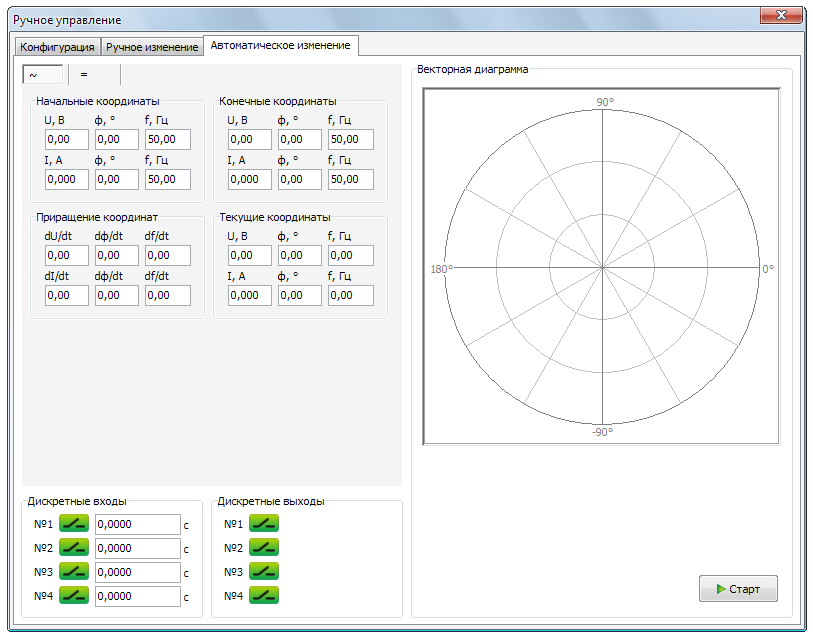 Ручное управление
Конфигурация Ручное изменение Автоматическое изменение
~ =
Начальные координаты
U, В ф, ° f, Гц
0,00 0,00 50,00
I, А ф, ° f, Гц
0,000 0,00 50,00
Конечные координаты
U, В ф, ° f, Гц
0,00 0,00 50,00
I, А ф, ° f, Гц
0,000 0,00 50,00
Приращение координат
dU/dt dф/dt df/dt
0,00 0,00 0,00
dI/dt dф/dt df/dt
0,00 0,00 0,00
Текущие координаты
U, В ф, ° f, Гц
0,00 0,00 0,00
I, А ф, ° f, Гц
0,000 0,00 0,00
Векторная диаграмма
90°
180° 0°
-90°
Дискретные входы
№1 0,0000 с
№2 0,0000 с
№3 0,0000 с
№4 0,0000 с
Дискретные выходы
№1
№2
№3
№4
Старт